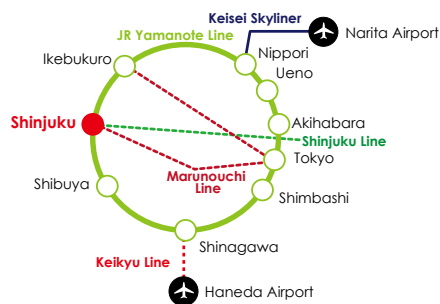 Keisei Skyliner
JR Yamanote Line
Narita Airport
Nippori
Ikebukuro
Ueno
Akihabara
Shinjuku
Shinjuku Line
Tokyo
Marunouchi
Line
Shibuya
Shimbashi
Shinagawa
Keikyu Line
Haneda Airport